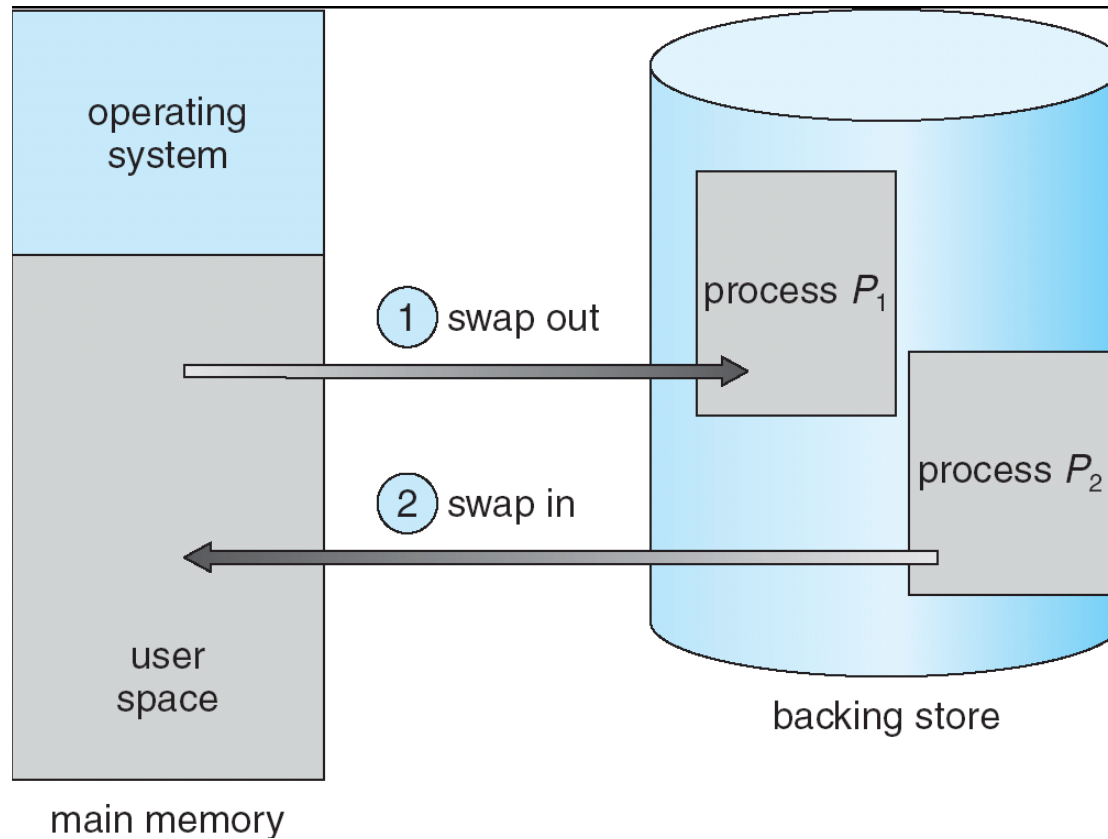 operating
system
process P₁
1 swap out
process P₂
2 swap in
user
space
backing store
main memory